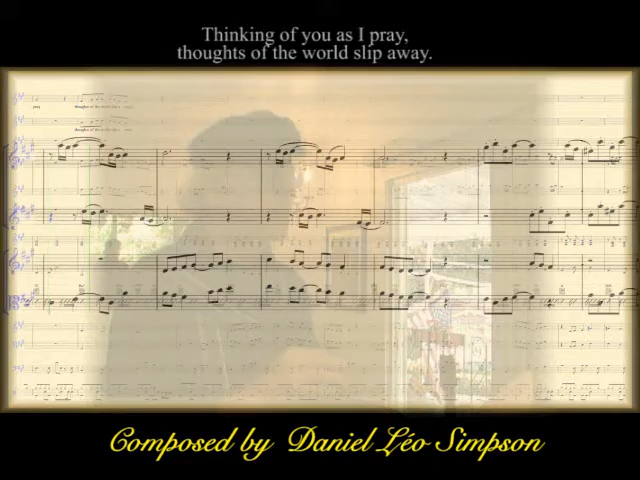 Thinking of you as I pray,
thoughts of the world slip away.
Composed by Daniel Léo Simpson